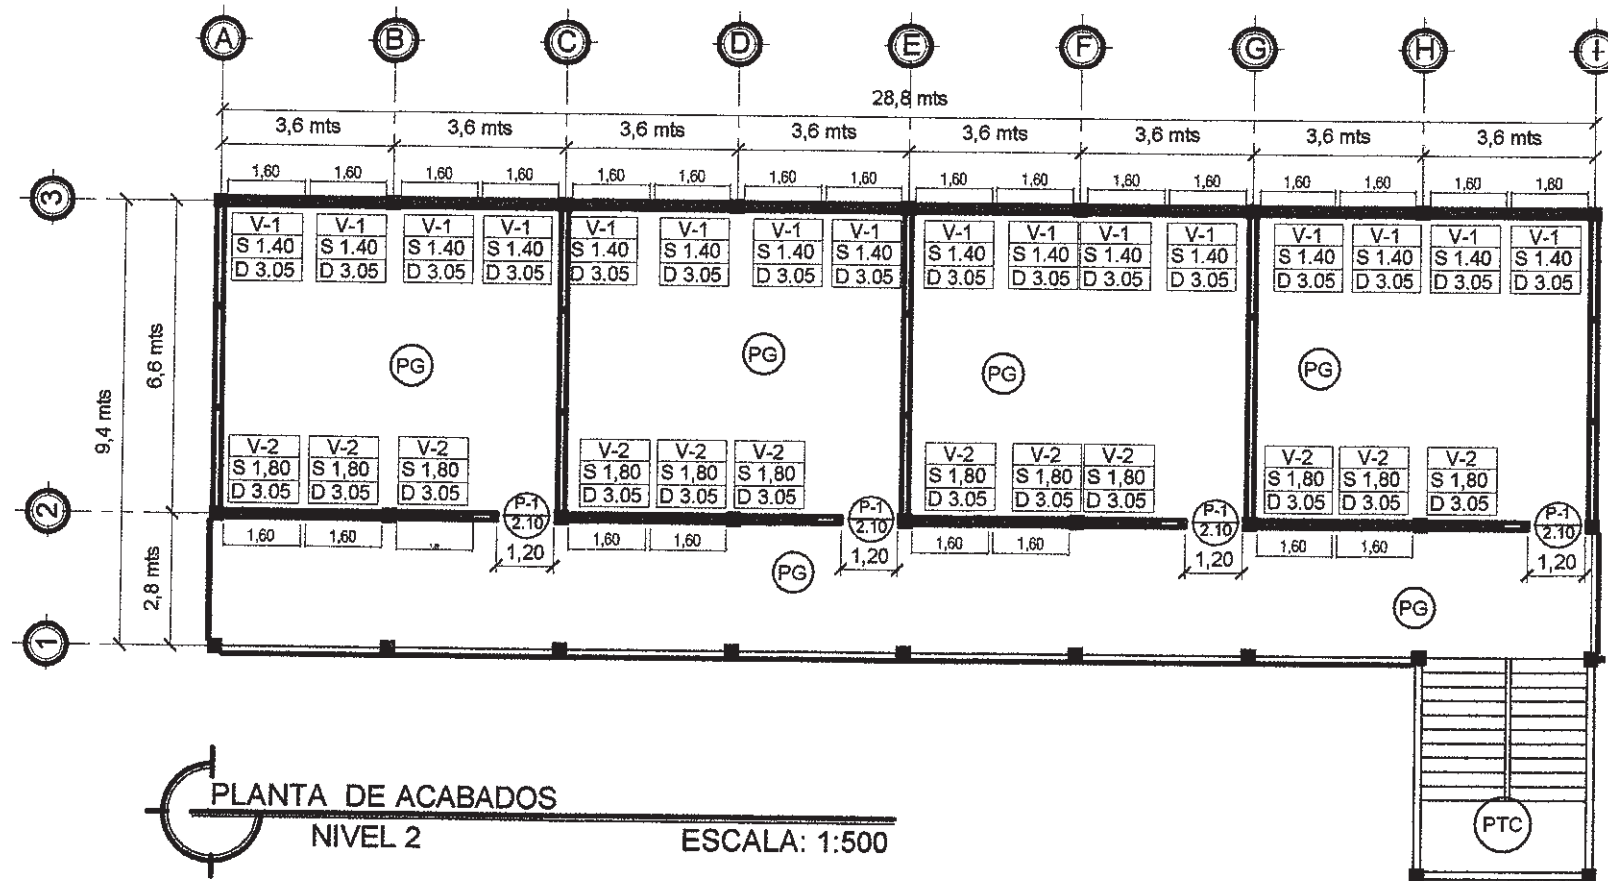 A B C D E F G H I
28,8 mts
3,6 mts 3,6 mts 3,6 mts 3,6 mts 3,6 mts 3,6 mts 3,6 mts 3,6 mts
1,60 1,60 1,60 1,60 1,60 1,60 1,60 1,60 1,60 1,60 1,60 1,60 1,60 1,60 1,60 1,60
3
V-1 V-1 V-1 V-1 V-1 V-1 V-1 V-1 V-1 V-1 V-1 V-1 V-1 V-1 V-1 V-1
S 1.40 S 1.40 S 1.40 S 1.40 S 1.40 S 1.40 S 1.40 S 1.40 S 1.40 S 1.40 S 1.40 S 1.40 S 1.40 S 1.40 S 1.40 S 1.40
D 3.05 D 3.05 D 3.05 D 3.05 D 3.05 D 3.05 D 3.05 D 3.05 D 3.05 D 3.05 D 3.05 D 3.05 D 3.05 D 3.05 D 3.05 D 3.05
9,4 mts
6,6 mts
PG PG PG PG
V-2 V-2 V-2 V-2 V-2 V-2 V-2 V-2 V-2 V-2 V-2 V-2
S 1,80 S 1,80 S 1,80 S 1,80 S 1,80 S 1,80 S 1,80 S 1,80 S 1,80 S 1,80 S 1,80 S 1,80
D 3.05 D 3.05 D 3.05 D 3.05 D 3.05 D 3.05 D 3.05 D 3.05 D 3.05 D 3.05 D 3.05 D 3.05
2
P-1 P-1 P-1 P-1
2.10 2.10 2.10 2.10
1,60 1,60 1,60 1,60 1,60 1,60 1,60 1,60
1,20 1,20 1,20 1,20
2,8 mts
PG PG
1
PLANTA DE ACABADOS
NIVEL 2 ESCALA: 1:500
PTC